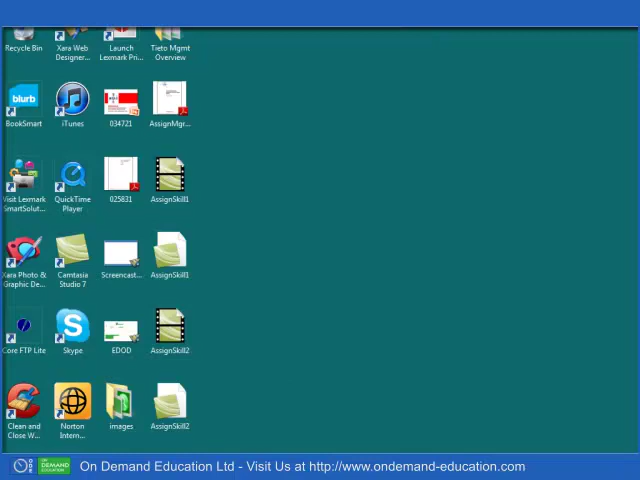 Recycle Bin
Xara Web
Designer...
Launch
Lexmark Pri...
Tieto Mgmt
Overview
blurb
BookSmart
iTunes
034721
AssignMgr...
Visit Lexmark
SmartSolut...
QuickTime
Player
025831
AssignSkill1
Xara Photo &
Graphic De...
Camtasia
Studio 7
Screencast...
AssignSkill1
Core FTP Lite
Skype
EDOD
AssignSkill2
Clean and
Close W...
Norton
Intern...
images
AssignSkill2
ON DEMAND
EDUCATION
On Demand Education Ltd - Visit Us at http://www.ondemand-education.com